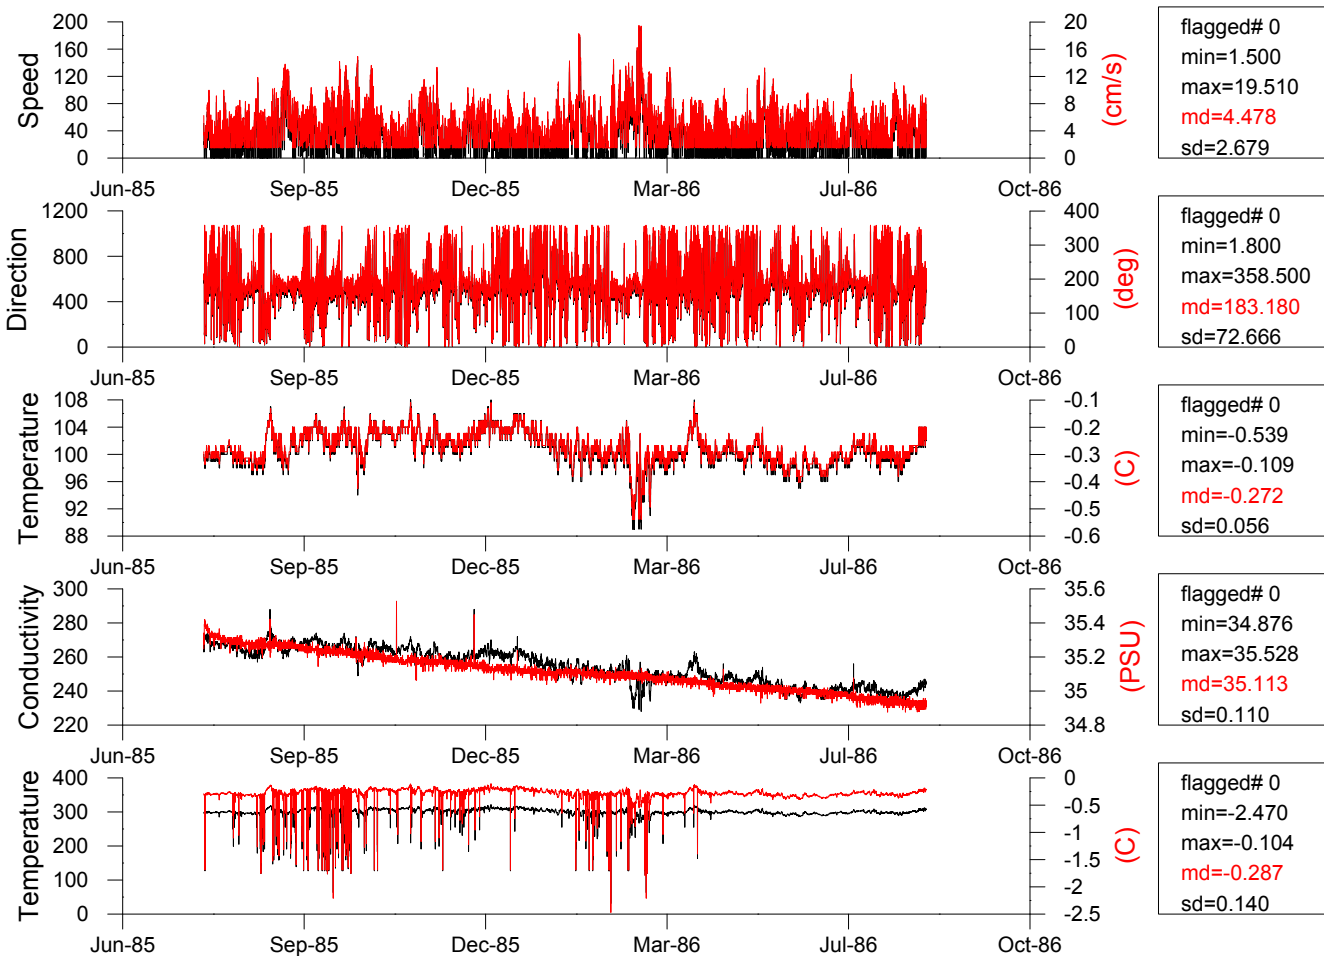 200
160
120
80
40
0
Speed
20
16
12
8
4
0
(cm/s)
Jun-85 Sep-85 Dec-85 Mar-86 Jul-86 Oct-86
flagged# 0
min=1.500
max=19.510
md=4.478
sd=2.679
1200
800
400
0
Direction
400
300
200
100
0
(deg)
Jun-85 Sep-85 Dec-85 Mar-86 Jul-86 Oct-86
flagged# 0
min=1.800
max=358.500
md=183.180
sd=72.666
108
104
100
96
92
88
Temperature
-0.1
-0.2
-0.3
-0.4
-0.5
-0.6
(C)
Jun-85 Sep-85 Dec-85 Mar-86 Jul-86 Oct-86
flagged# 0
min=-0.539
max=-0.109
md=-0.272
sd=0.056
300
280
260
240
220
Conductivity
35.6
35.4
35.2
35
34.8
(PSU)
Jun-85 Sep-85 Dec-85 Mar-86 Jul-86 Oct-86
flagged# 0
min=34.876
max=35.528
md=35.113
sd=0.110
400
300
200
100
0
Temperature
0
-0.5
-1
-1.5
-2
-2.5
(C)
Jun-85 Sep-85 Dec-85 Mar-86 Jul-86 Oct-86
flagged# 0
min=-2.470
max=-0.104
md=-0.287
sd=0.140